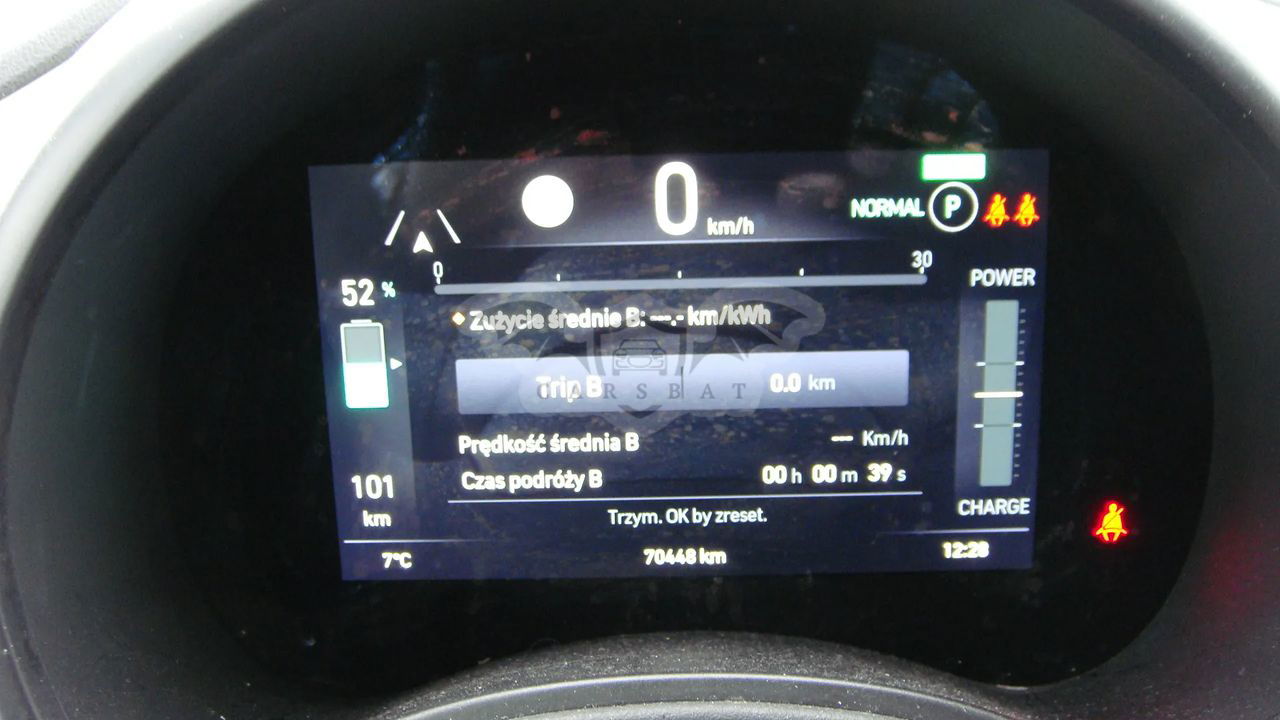 0 km/h
NORMAL P
0 30
52 %
POWER
Zużycie średnie B: ---.- km/kWh
Trip B 0.0 km
CARSBAT
Prędkość średnia B --- Km/h
Czas podróży B 00 h 00 m 39 s
101
km
CHARGE
Trzym. OK by zreset.
7°C 70448 km 12:28